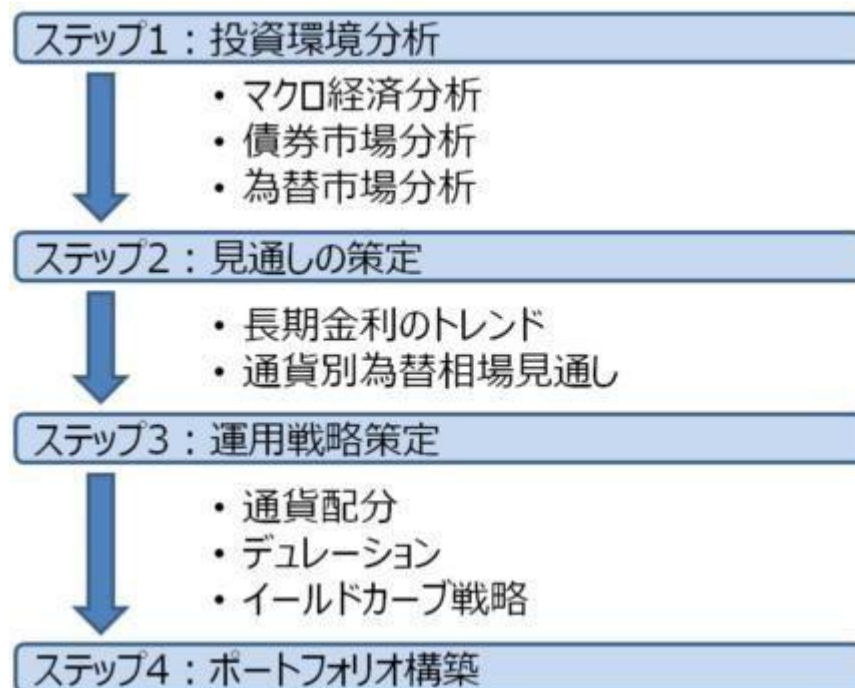 ステップ1：投資環境分析
・マクロ経済分析
・債券市場分析
・為替市場分析
ステップ2：見通しの策定
・長期金利のトレンド
・通貨別為替相場見通し
ステップ3：運用戦略策定
・通貨配分
・デュレーション
・イールドカーブ戦略
ステップ4：ポートフォリオ構築